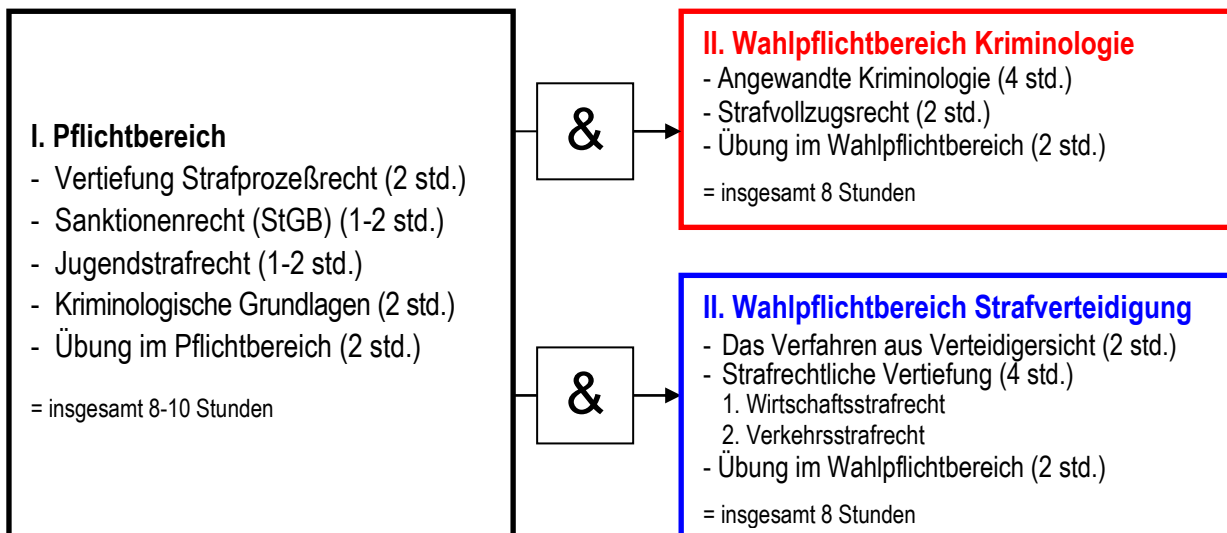 I. Pflichtbereich
- Vertiefung Strafprozeßrecht (2 std.)
- Sanktionenrecht (StGB) (1-2 std.)
- Jugendstrafrecht (1-2 std.)
- Kriminologische Grundlagen (2 std.)
- Übung im Pflichtbereich (2 std.)
= insgesamt 8-10 Stunden
&
II. Wahlpflichtbereich Kriminologie
- Angewandte Kriminologie (4 std.)
- Strafvollzugsrecht (2 std.)
- Übung im Wahlpflichtbereich (2 std.)
= insgesamt 8 Stunden
&
II. Wahlpflichtbereich Strafverteidigung
- Das Verfahren aus Verteidigersicht (2 std.)
- Strafrechtliche Vertiefung (4 std.)
1. Wirtschaftsstrafrecht
2. Verkehrsstrafrecht
- Übung im Wahlpflichtbereich (2 std.)
= insgesamt 8 Stunden